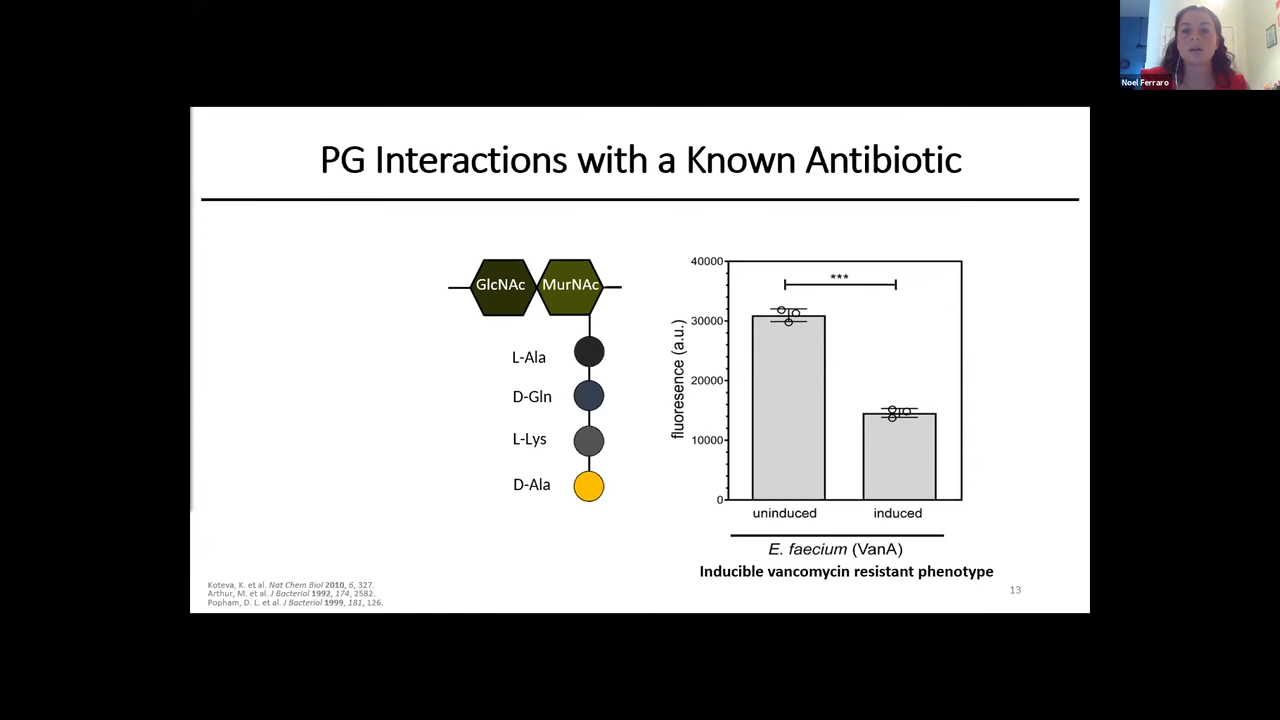 Noel Ferraro
PG Interactions with a Known Antibiotic
GlcNAc
MurNAc
L-Ala
D-Gln
L-Lys
D-Ala
fluoresence (a.u.)
40000
30000
20000
10000
0
***
uninduced
induced
E. faecium (VanA)
Inducible vancomycin resistant phenotype
Koteva, K. et al. Nat Chem Biol 2010, 6, 327.
Arthur, M. et al. J Bacteriol 1992, 174, 2582.
Popham, D. L. et al. J Bacteriol 1999, 181, 126.
13